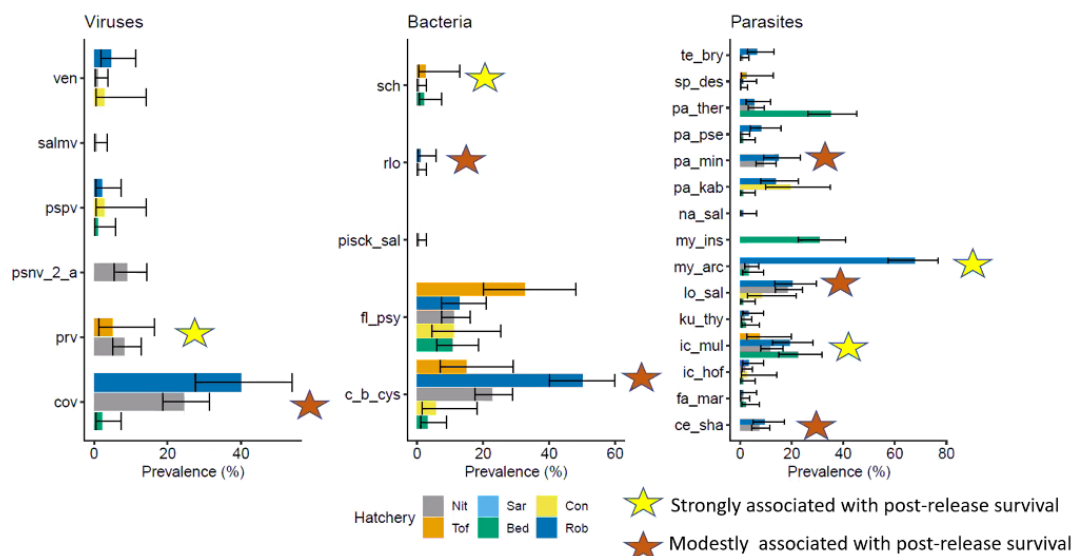 Viruses
ven
salmv
pspv
psnv_2_a
prv
cov
0 20 40
Prevalence (%)
Bacteria
sch
rlo
pisck_sal
fl_psy
c_b_cys
0 20 40 60
Prevalence (%)
Parasites
te_bry
sp_des
pa_ther
pa_pse
pa_min
pa_kab
na_sal
my_ins
my_arc
lo_sal
ku_thy
ic_mul
ic_hof
fa_mar
ce_sha
0 20 40 60 80
Prevalence (%)
Hatchery
Nit Sar Con
Tof Bed Rob
Strongly associated with post-release survival
Modestly associated with post-release survival